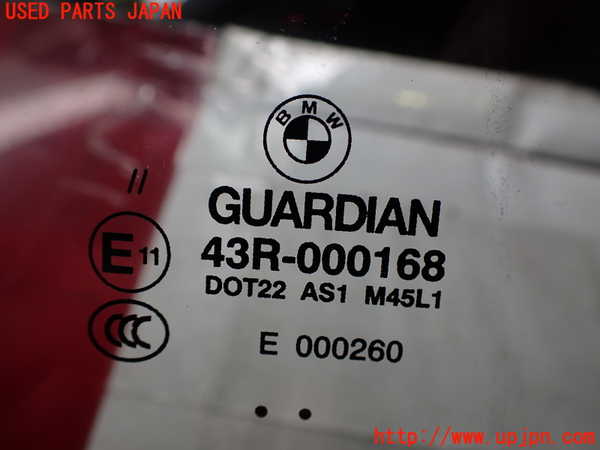 USED PARTS JAPAN
BMW
//
GUARDIAN
E 11
43R-000168
DOT22 AS1 M45L1
CCC
E 000260
http://www.upjpn.com